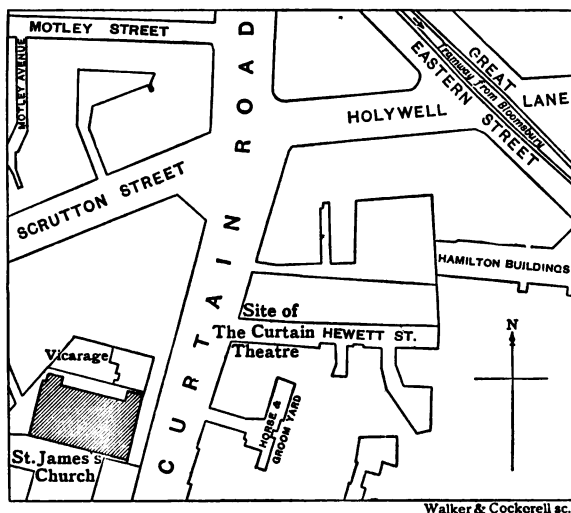 MOTLEY STREET
MOTLEY AVENUE
CURTAIN ROAD
GREAT
EASTERN STREET
Tramway from Bloomsbury
HOLYWELL LANE
SCRUTTON STREET
HAMILTON BUILDINGS
Site of
The Curtain HEWETT ST.
Theatre
N
Vicarage
HORSE &
GROOM YARD
St. James's
Church
Walker & Cockerell sc.